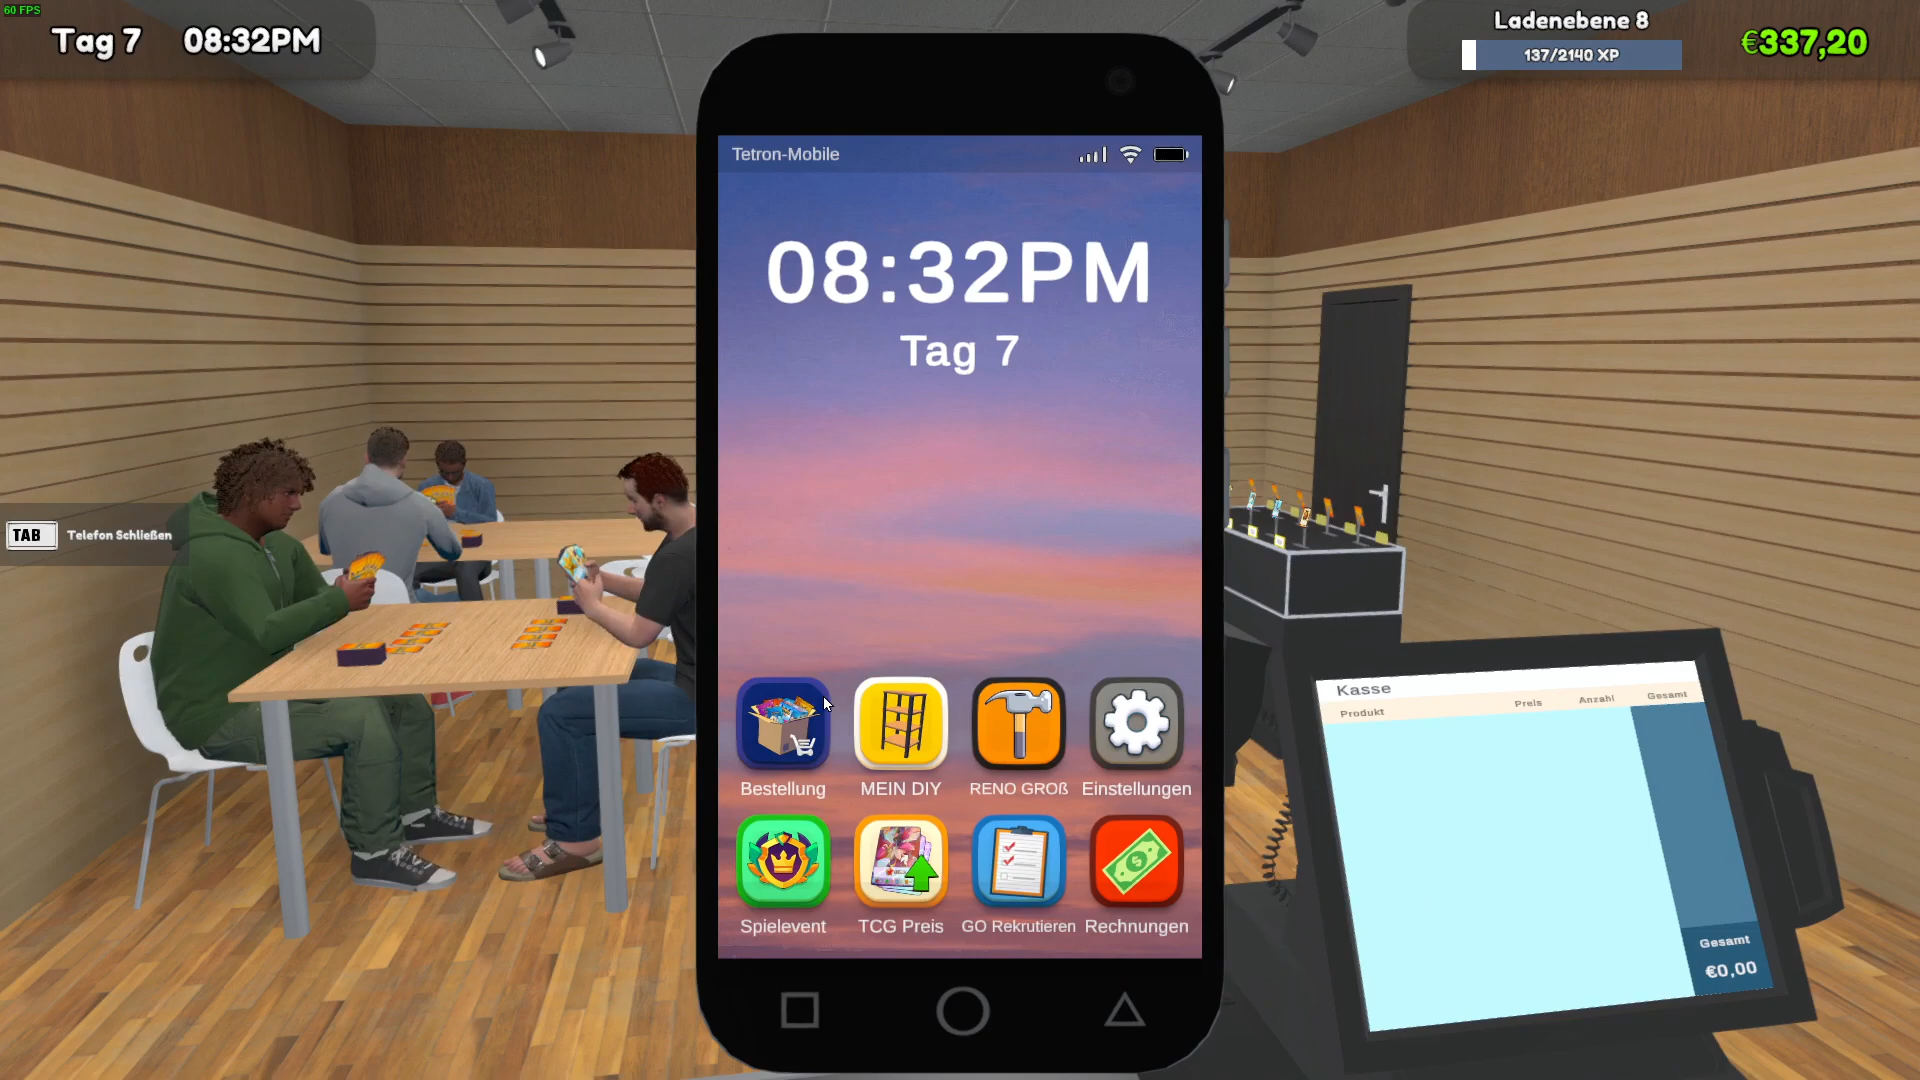 60 FPS
Tag 7 08:32PM
Ladenebene 8
137/2140 XP
€337,20
Tetron-Mobile
08:32PM
Tag 7
TAB Telefon Schließen
Bestellung MEIN DIY RENO GROß Einstellungen
Spielevent TCG Preis GO Rekrutieren Rechnungen
Kasse
Produkt Preis Anzahl Gesamt
Gesamt
€0,00